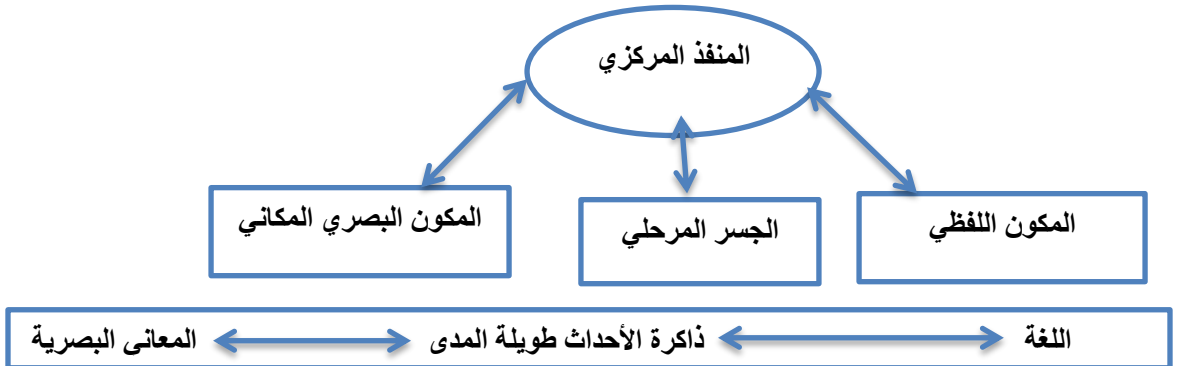 المنفذ المركزي
المكون اللفظي
الجسر المرحلي
المكون البصري المكاني
اللغة
ذاكرة الأحداث طويلة المدى
المعانى البصرية